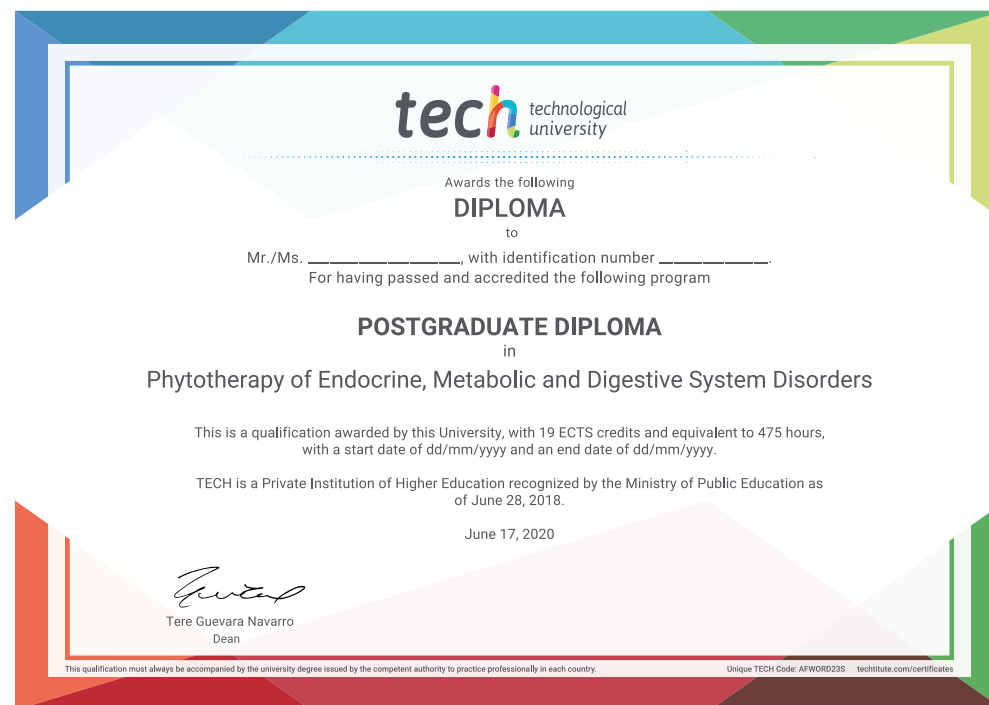 tech technological
university
Awards the following
DIPLOMA
to
Mr./Ms. _________________, with identification number _____________.
For having passed and accredited the following program
POSTGRADUATE DIPLOMA
in
Phytotherapy of Endocrine, Metabolic and Digestive System Disorders
This is a qualification awarded by this University, with 19 ECTS credits and equivalent to 475 hours,
with a start date of dd/mm/yyyy and an end date of dd/mm/yyyy.
TECH is a Private Institution of Higher Education recognized by the Ministry of Public Education as
of June 28, 2018.
June 17, 2020
Tere Guevara Navarro
Dean
This qualification must always be accompanied by the university degree issued by the competent authority to practice professionally in each country.
Unique TECH Code: AFWORD23S techtitute.com/certificates